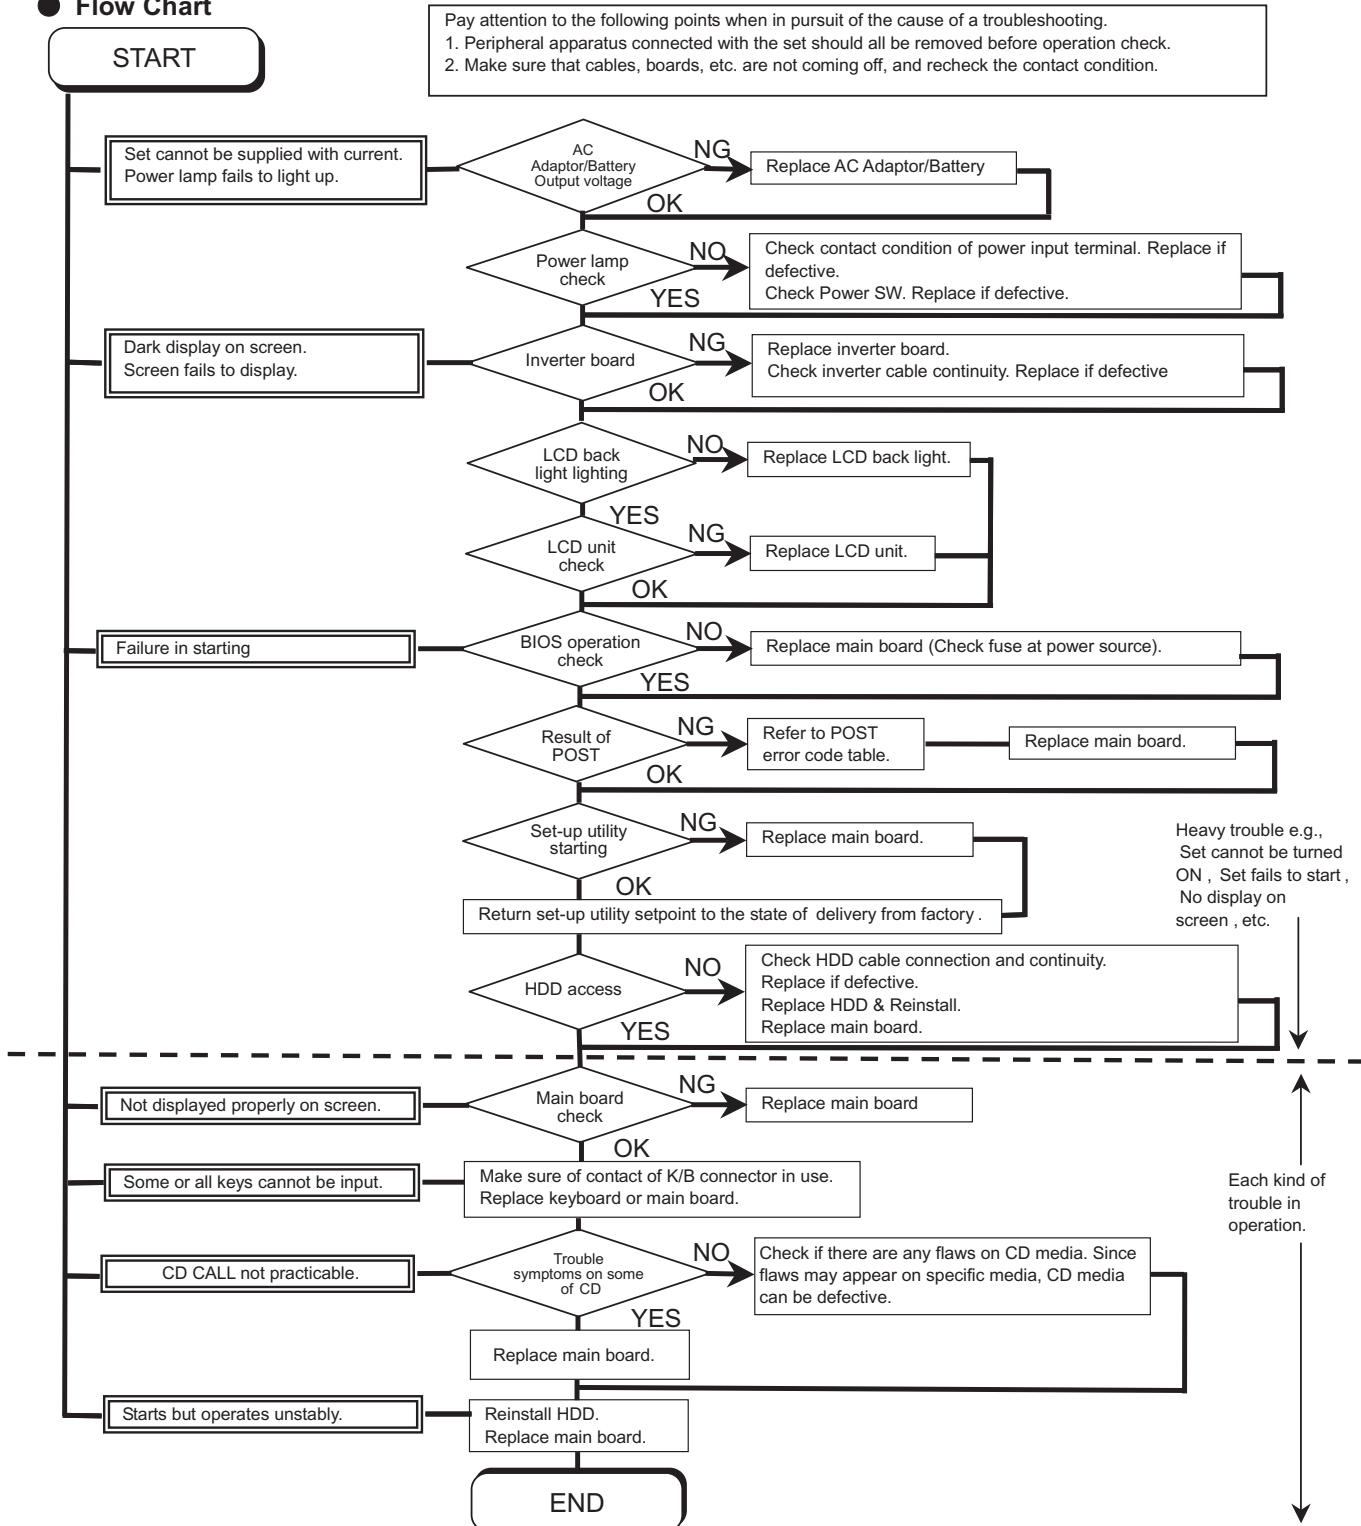 ● Flow Chart
START
Pay attention to the following points when in pursuit of the cause of a troubleshooting.
1. Peripheral apparatus connected with the set should all be removed before operation check.
2. Make sure that cables, boards, etc. are not coming off, and recheck the contact condition.
Set cannot be supplied with current.
Power lamp fails to light up.
AC
Adaptor/Battery
Output voltage
NG
Replace AC Adaptor/Battery
OK
Power lamp
check
NO
Check contact condition of power input terminal. Replace if
defective.
Check Power SW. Replace if defective.
YES
Dark display on screen.
Screen fails to display.
Inverter board
NG
Replace inverter board.
Check inverter cable continuity. Replace if defective
OK
LCD back
light lighting
NO
Replace LCD back light.
YES
LCD unit
check
NG
Replace LCD unit.
OK
Failure in starting
BIOS operation
check
NO
Replace main board (Check fuse at power source).
YES
Result of
POST
NG
Refer to POST
error code table.
Replace main board.
OK
Set-up utility
starting
NG
Replace main board.
OK
Return set-up utility setpoint to the state of delivery from factory .
Heavy trouble e.g.,
Set cannot be turned
ON , Set fails to start ,
No display on
screen , etc.
HDD access
NO
Check HDD cable connection and continuity.
Replace if defective.
Replace HDD & Reinstall.
Replace main board.
YES
Not displayed properly on screen.
Main board
check
NG
Replace main board
OK
Some or all keys cannot be input.
Make sure of contact of K/B connector in use.
Replace keyboard or main board.
Each kind of
trouble in
operation.
CD CALL not practicable.
Trouble
symptoms on some
of CD
NO
Check if there are any flaws on CD media. Since
flaws may appear on specific media, CD media
can be defective.
YES
Replace main board.
Starts but operates unstably.
Reinstall HDD.
Replace main board.
END